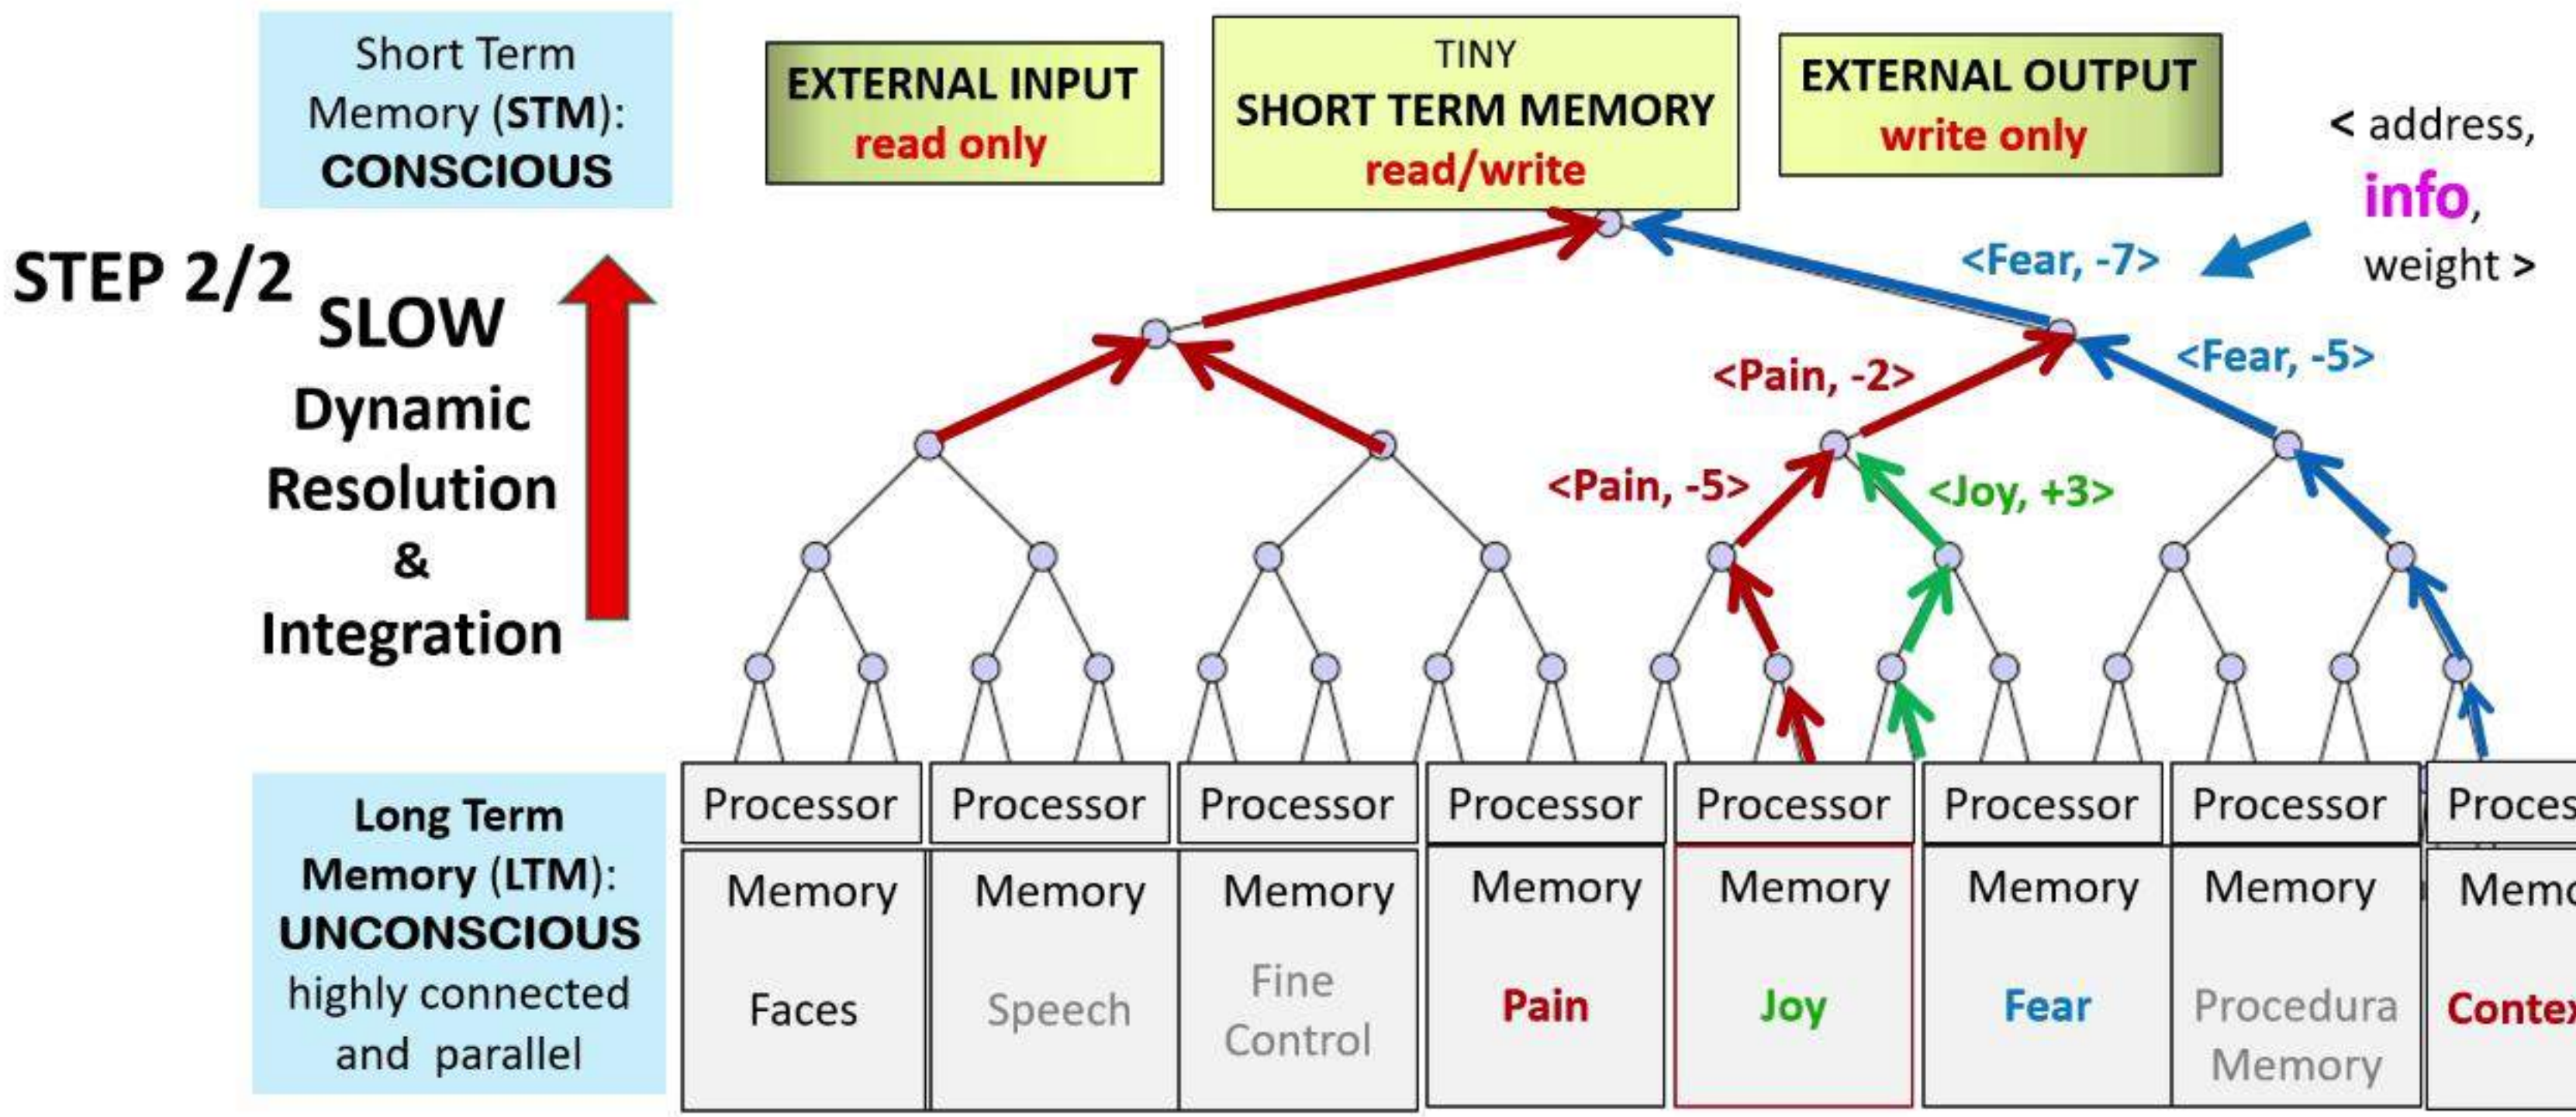 Short Term
Memory (STM):
CONSCIOUS
EXTERNAL INPUT
read only
TINY
SHORT TERM MEMORY
read/write
EXTERNAL OUTPUT
write only
< address,
info,
weight >
STEP 2/2
SLOW
Dynamic
Resolution
&
Integration
<Fear, -7>
<Pain, -2>
<Fear, -5>
<Pain, -5>
<Joy, +3>
Long Term
Memory (LTM):
UNCONSCIOUS
highly connected
and parallel
Processor
Memory
Faces
Processor
Memory
Speech
Processor
Memory
Fine
Control
Processor
Memory
Pain
Processor
Memory
Joy
Processor
Memory
Fear
Processor
Memory
Procedura
Memory
Proces
Memo
Contex